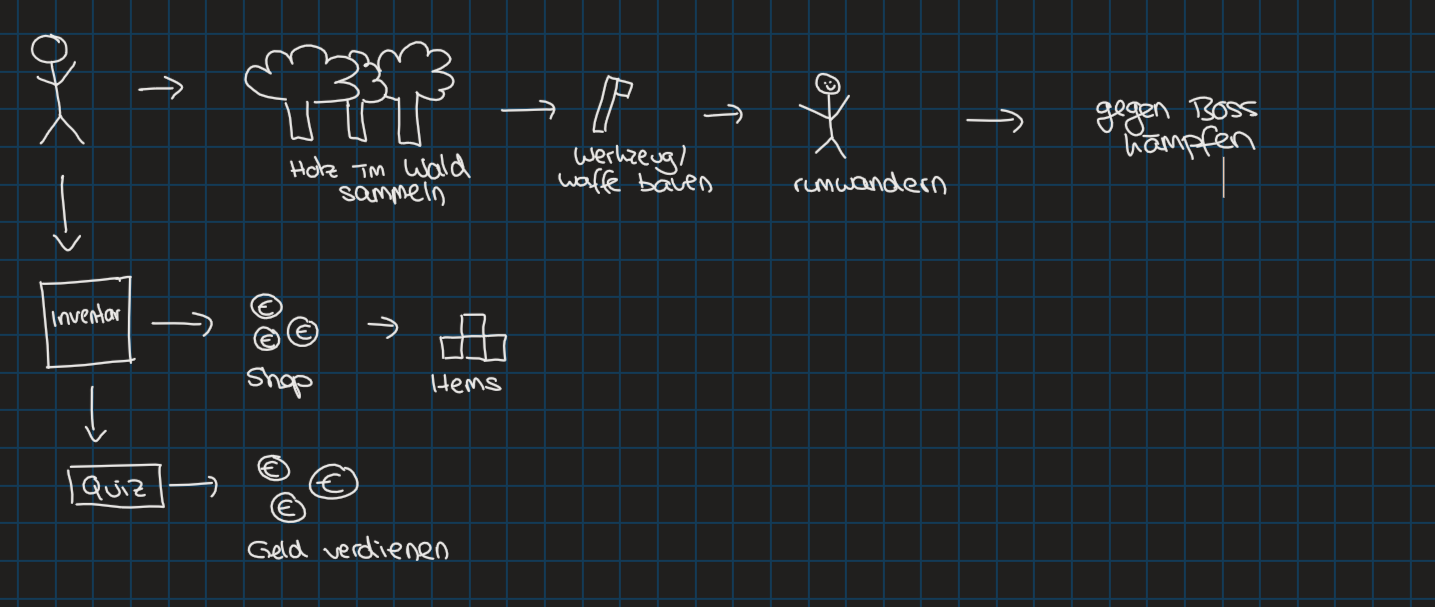 Holz im Wald
sammeln
Werkzeug/
waffe bauen
rumwandern
gegen Boss
kämpfen
Inventar
€
€ €
Shop
Items
Quiz
€ €
€
Geld verdienen